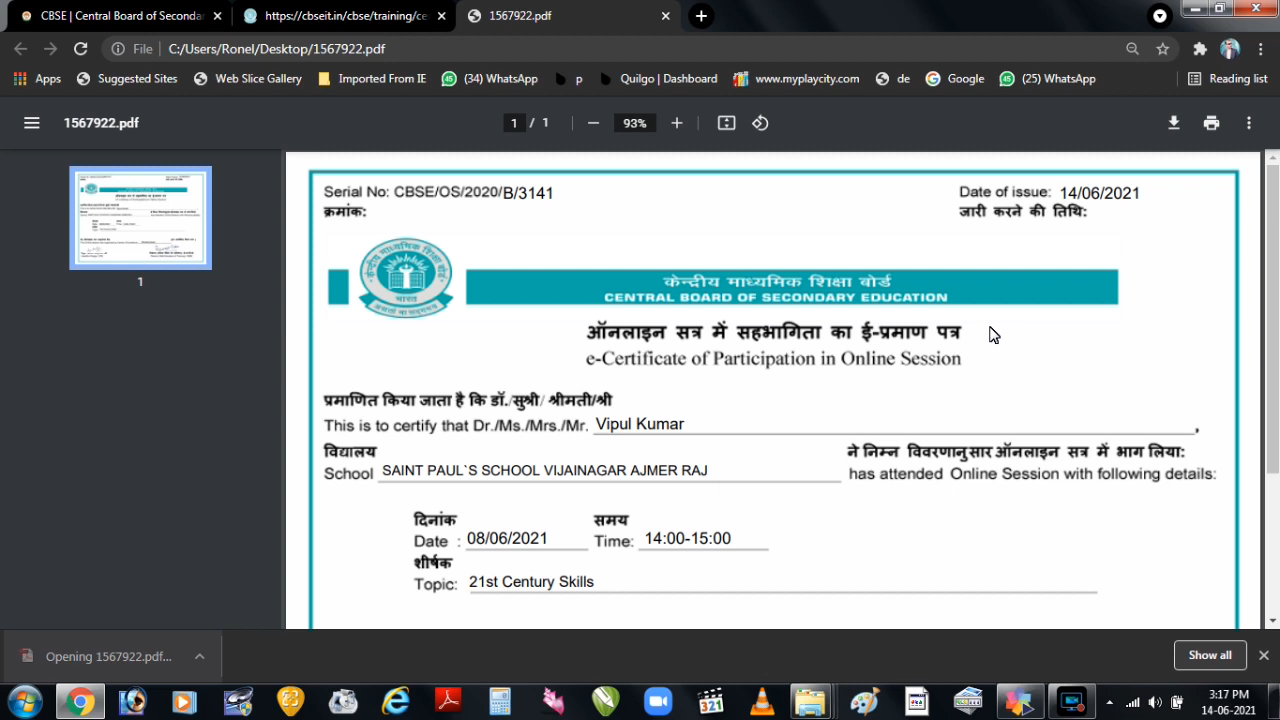 CBSE | Central Board of Seconda
https://cbseit.in/cbse/training/ce
1567922.pdf
File
C:/Users/Ronel/Desktop/1567922.pdf
Apps
Suggested Sites
Web Slice Gallery
Imported From IE
(34) WhatsApp
p
Quilgo | Dashboard
www.myplaycity.com
de
Google
(25) WhatsApp
Reading list
1567922.pdf
1 / 1
93%
1
Serial No: CBSE/OS/2020/B/3141
Date of issue: 14/06/2021
क्रमांक:
जारी करने की तिथि:
केन्द्रीय माध्यमिक शिक्षा बोर्ड
भारत
असतो मा सद्गमय
CENTRAL BOARD OF SECONDARY EDUCATION
ऑनलाइन सत्र में सहभागिता का ई-प्रमाण पत्र
e-Certificate of Participation in Online Session
प्रमाणित किया जाता है कि डॉ./सुश्री/ श्रीमती/श्री
This is to certify that Dr./Ms./Mrs./Mr. Vipul Kumar ,
विद्यालय
ने निम्न विवरणानुसार ऑनलाइन सत्र में भाग लिया:
School SAINT PAUL`S SCHOOL VIJAINAGAR AJMER RAJ
has attended Online Session with following details:
दिनांक
समय
Date : 08/06/2021
Time: 14:00-15:00
शीर्षक
Topic: 21st Century Skills
Opening 1567922.pdf...
Show all
321
3:17 PM
14-06-2021